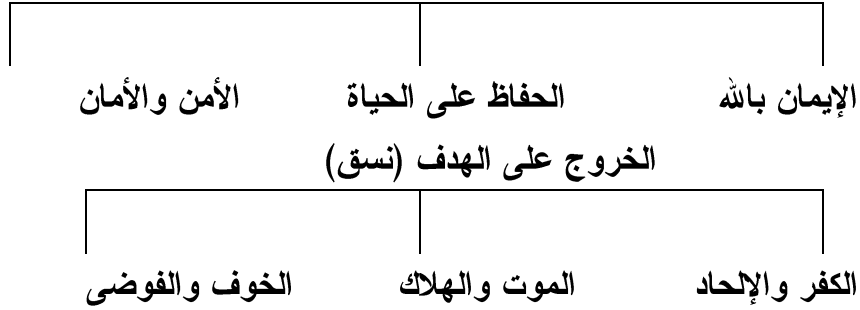 الإيمان بالله الحفاظ على الحياة الأمن والأمان
الخروج على الهدف (نسق)
الكفر والإلحاد الموت والهلاك الخوف والفوضى